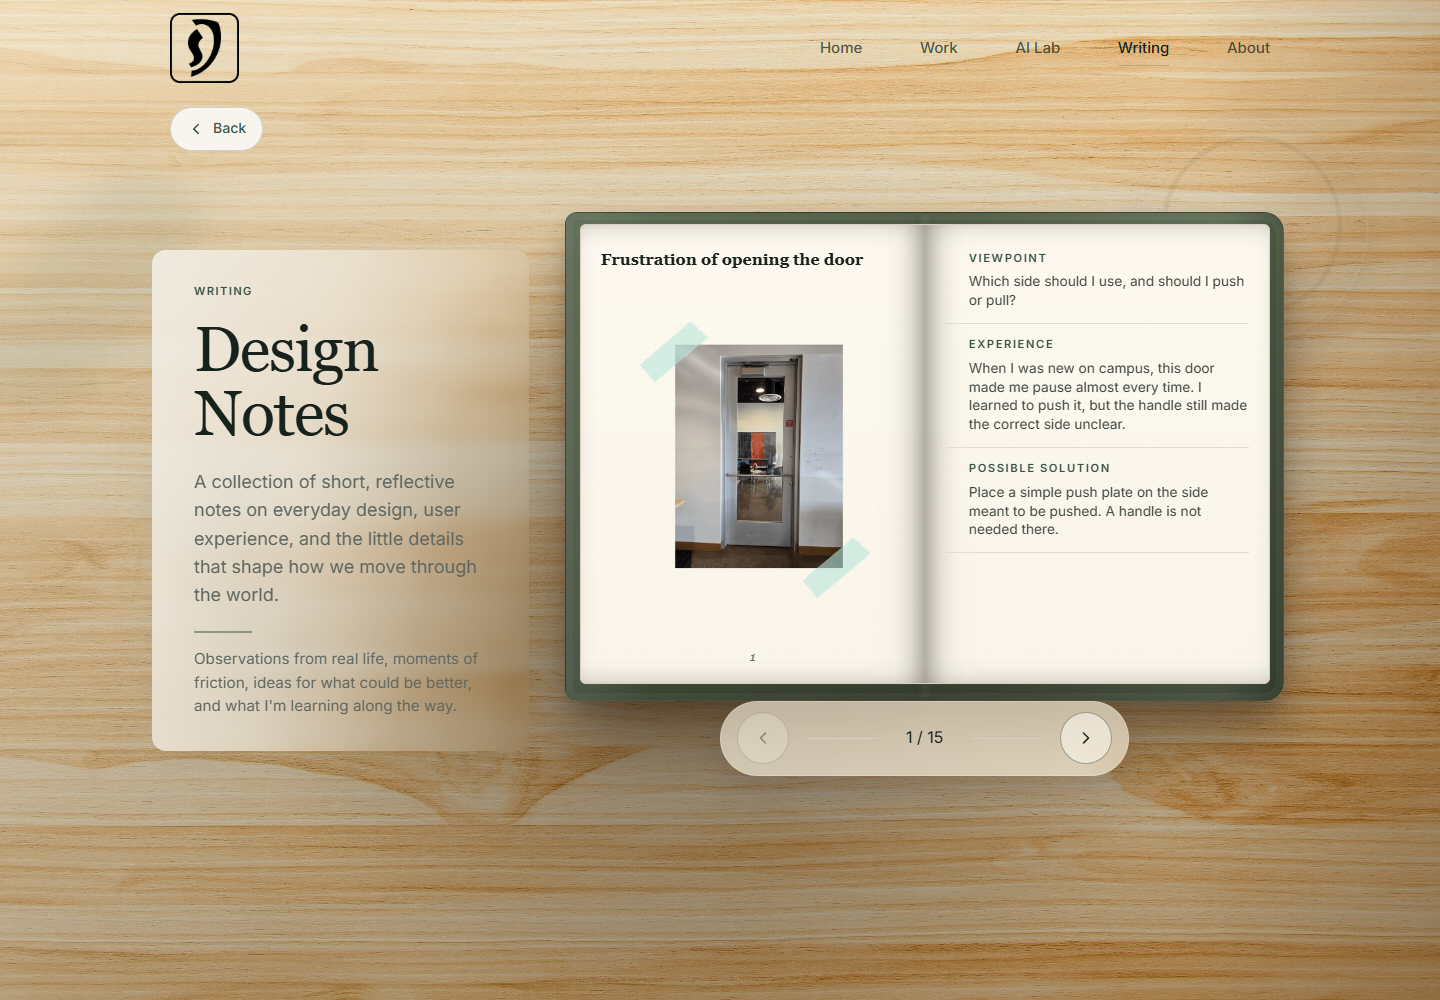 Home
Work
AI Lab
Writing
About
Back
WRITING
Design
Notes
A collection of short, reflective
notes on everyday design, user
experience, and the little details
that shape how we move through
the world.
Observations from real life, moments of
friction, ideas for what could be better,
and what I'm learning along the way.
Frustration of opening the door
1
VIEWPOINT
Which side should I use, and should I push
or pull?
EXPERIENCE
When I was new on campus, this door
made me pause almost every time. I
learned to push it, but the handle still made
the correct side unclear.
POSSIBLE SOLUTION
Place a simple push plate on the side
meant to be pushed. A handle is not
needed there.
1 / 15